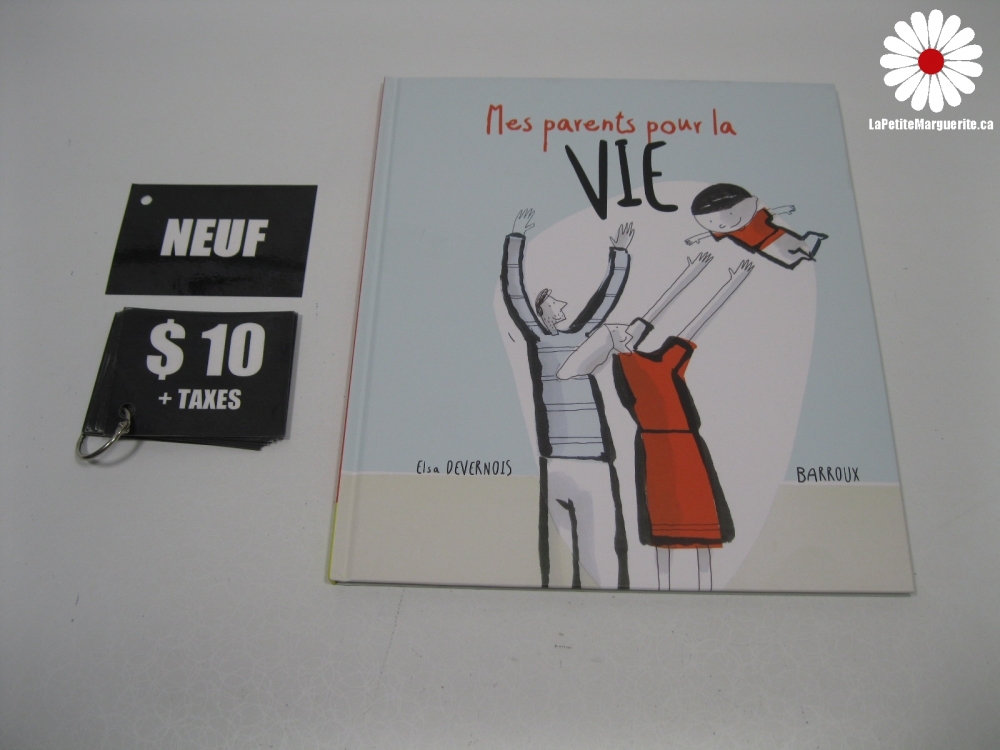 LaPetiteMarguerite.ca
Mes parents pour la
VIE
NEUF
$ 10
+ TAXES
Elsa DEVERNOIS
BARROUX